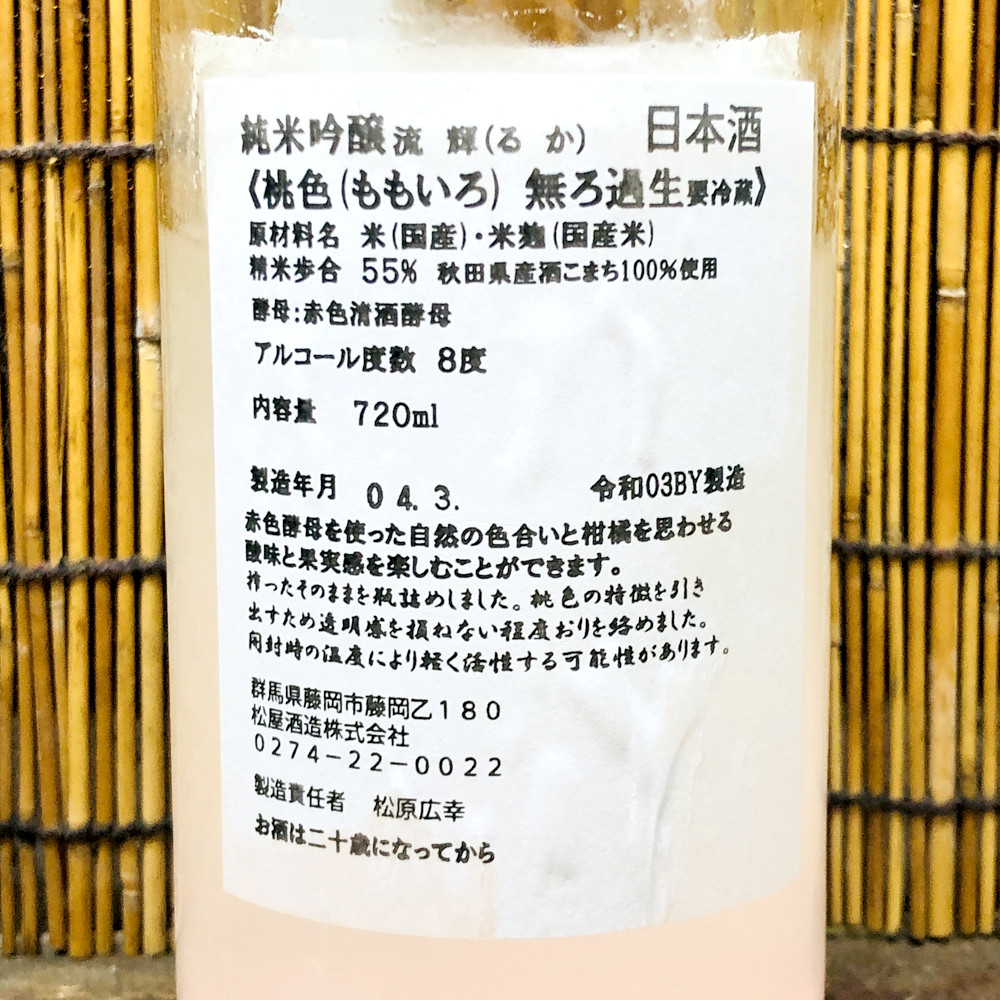 純米吟醸流 輝(る か) 日本酒
《桃色(ももいろ) 無ろ過生要冷蔵》
原材料名 米(国産)・米麹(国産米)
精米歩合 55% 秋田県産酒こまち100%使用
酵母:赤色清酒酵母
アルコール度数 8度
内容量 720ml
製造年月 04.3. 令和03BY製造
赤色酵母を使った自然の色合いと柑橘を思わせる
酸味と果実感を楽しむことができます。
搾ったそのままを瓶詰めしました。桃色の特徴を引き
出すため透明感を損ねない程度おりを絡めました。
開封時の温度により軽く活性する可能性があります。
群馬県藤岡市藤岡乙180
松屋酒造株式会社
0274-22-0022
製造責任者 松原広幸
お酒は二十歳になってから